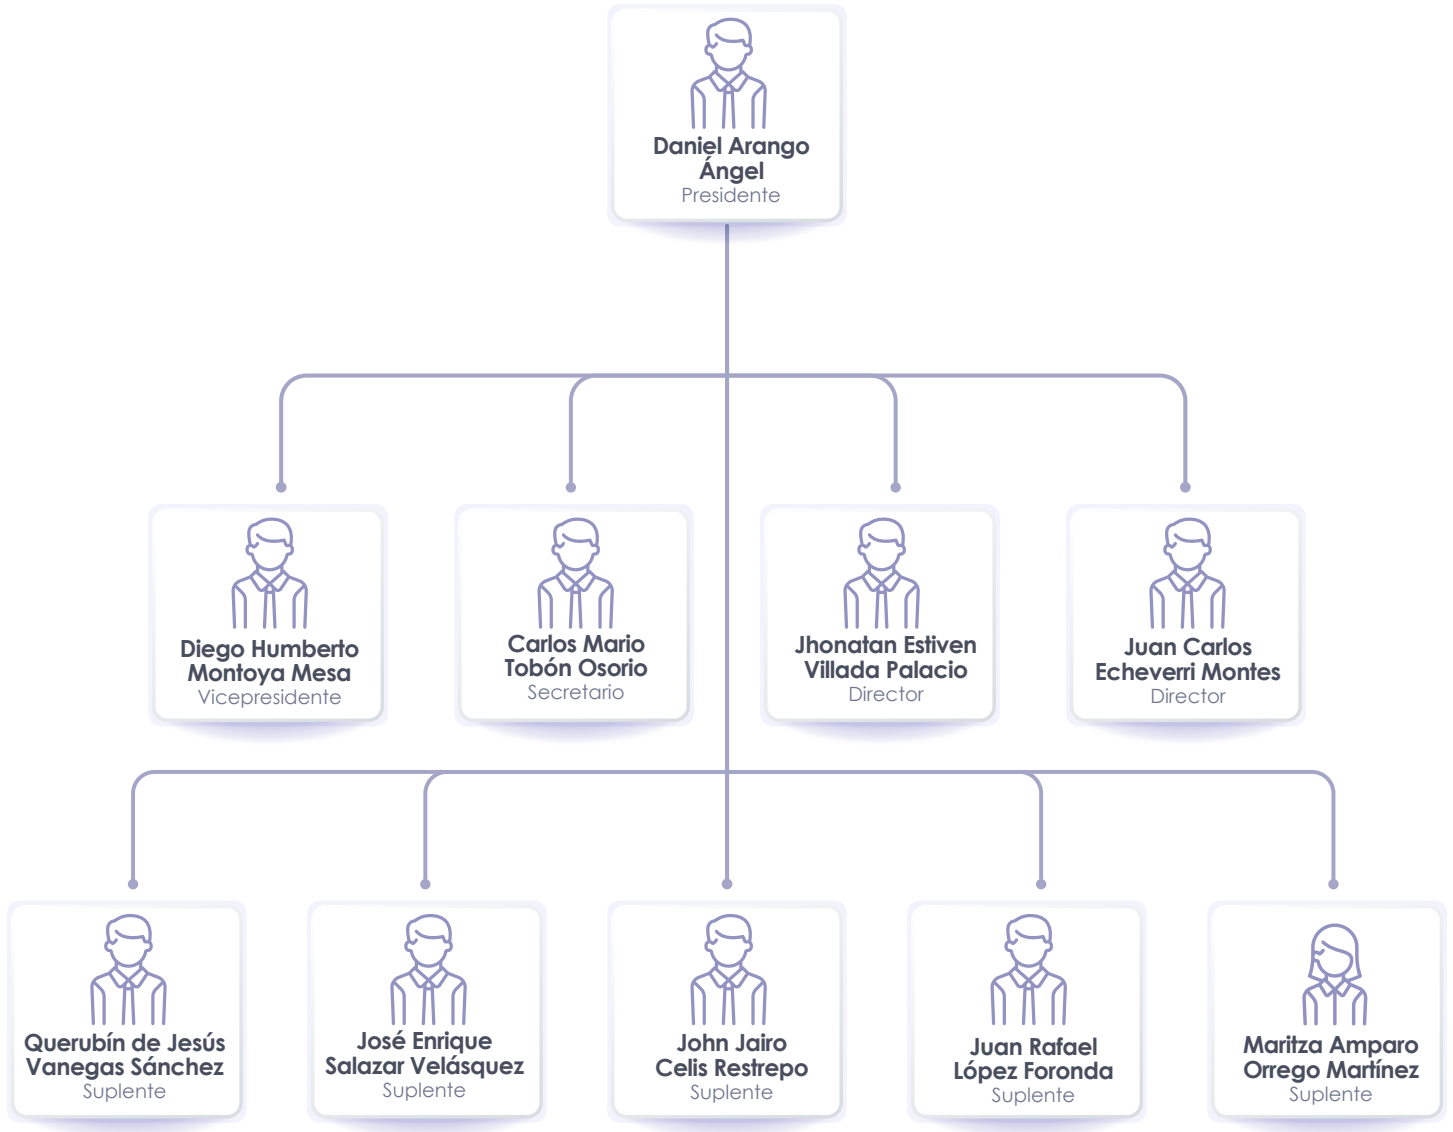 Daniel Arango
Ángel
Presidente
Diego Humberto
Montoya Mesa
Vicepresidente
Carlos Mario
Tobón Osorio
Secretario
Jhonatan Estiven
Villada Palacio
Director
Juan Carlos
Echeverri Montes
Director
Querubín de Jesús
Vanegas Sánchez
Suplente
José Enrique
Salazar Velásquez
Suplente
John Jairo
Celis Restrepo
Suplente
Juan Rafael
López Foronda
Suplente
Maritza Amparo
Orrego Martínez
Suplente